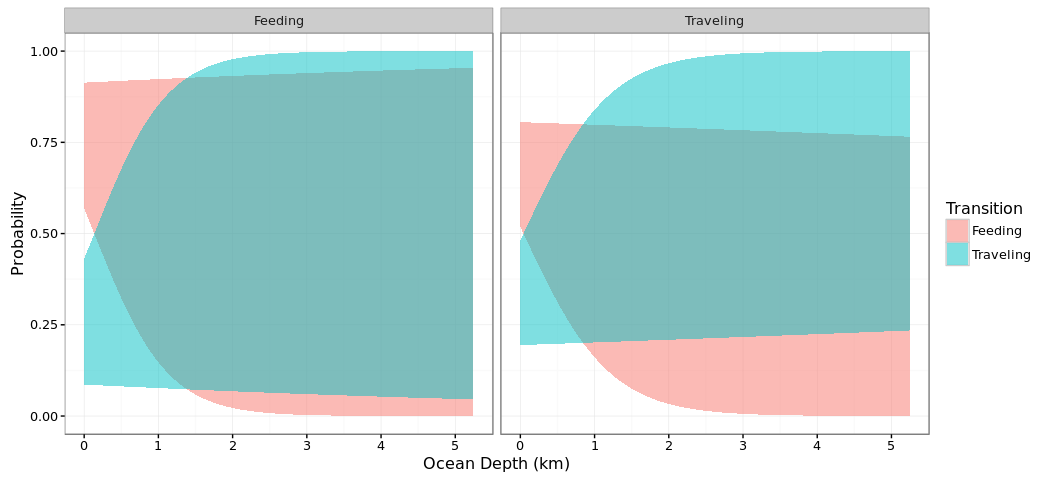 Feeding
Traveling
Probability
1.00
0.75
0.50
0.25
0.00
0 1 2 3 4 5
0 1 2 3 4 5
Ocean Depth (km)
Transition
Feeding
Traveling